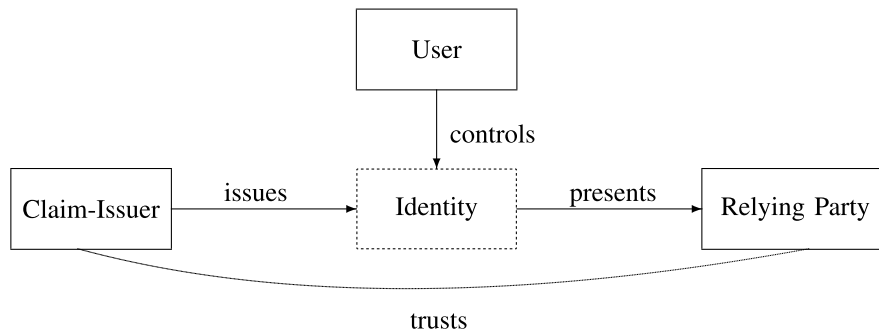 User
controls
Claim-Issuer
issues
Identity
presents
Relying Party
trusts